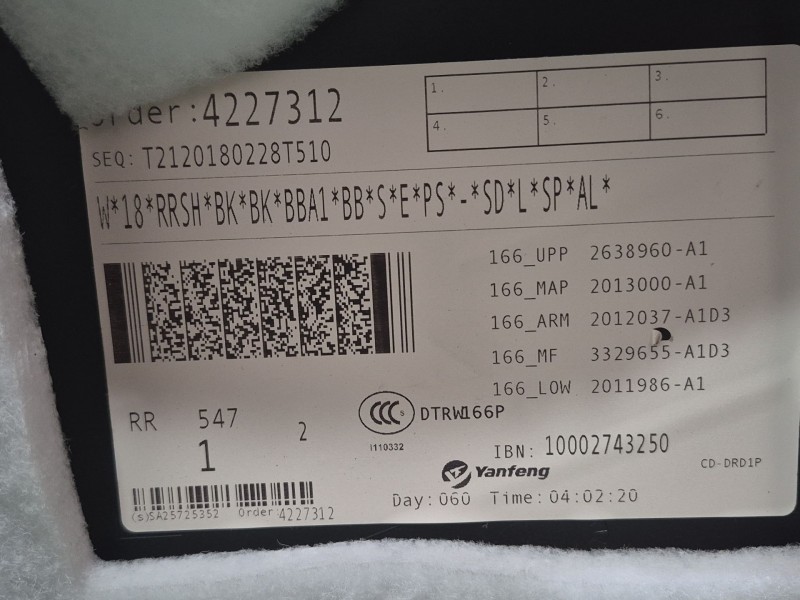 Order:4227312
1. 2. 3.
4. 5. 6.
SEQ: T2120180228T510
W*18*RRSH*BK*BK*BBA1*BB*S*E*PS*-*SD*L*SP*AL*
166_UPP 2638960-A1
166_MAP 2013000-A1
166_ARM 2012037-A1D3
166_MF 3329655-A1D3
166_LOW 2011986-A1
RR 547 2
1
CCC S DTRW166P
i110332
IBN: 10002743250
Yanfeng
CD-DRD1P
Day:060 Time:04:02:20
(s)SA25725352 Order:4227312